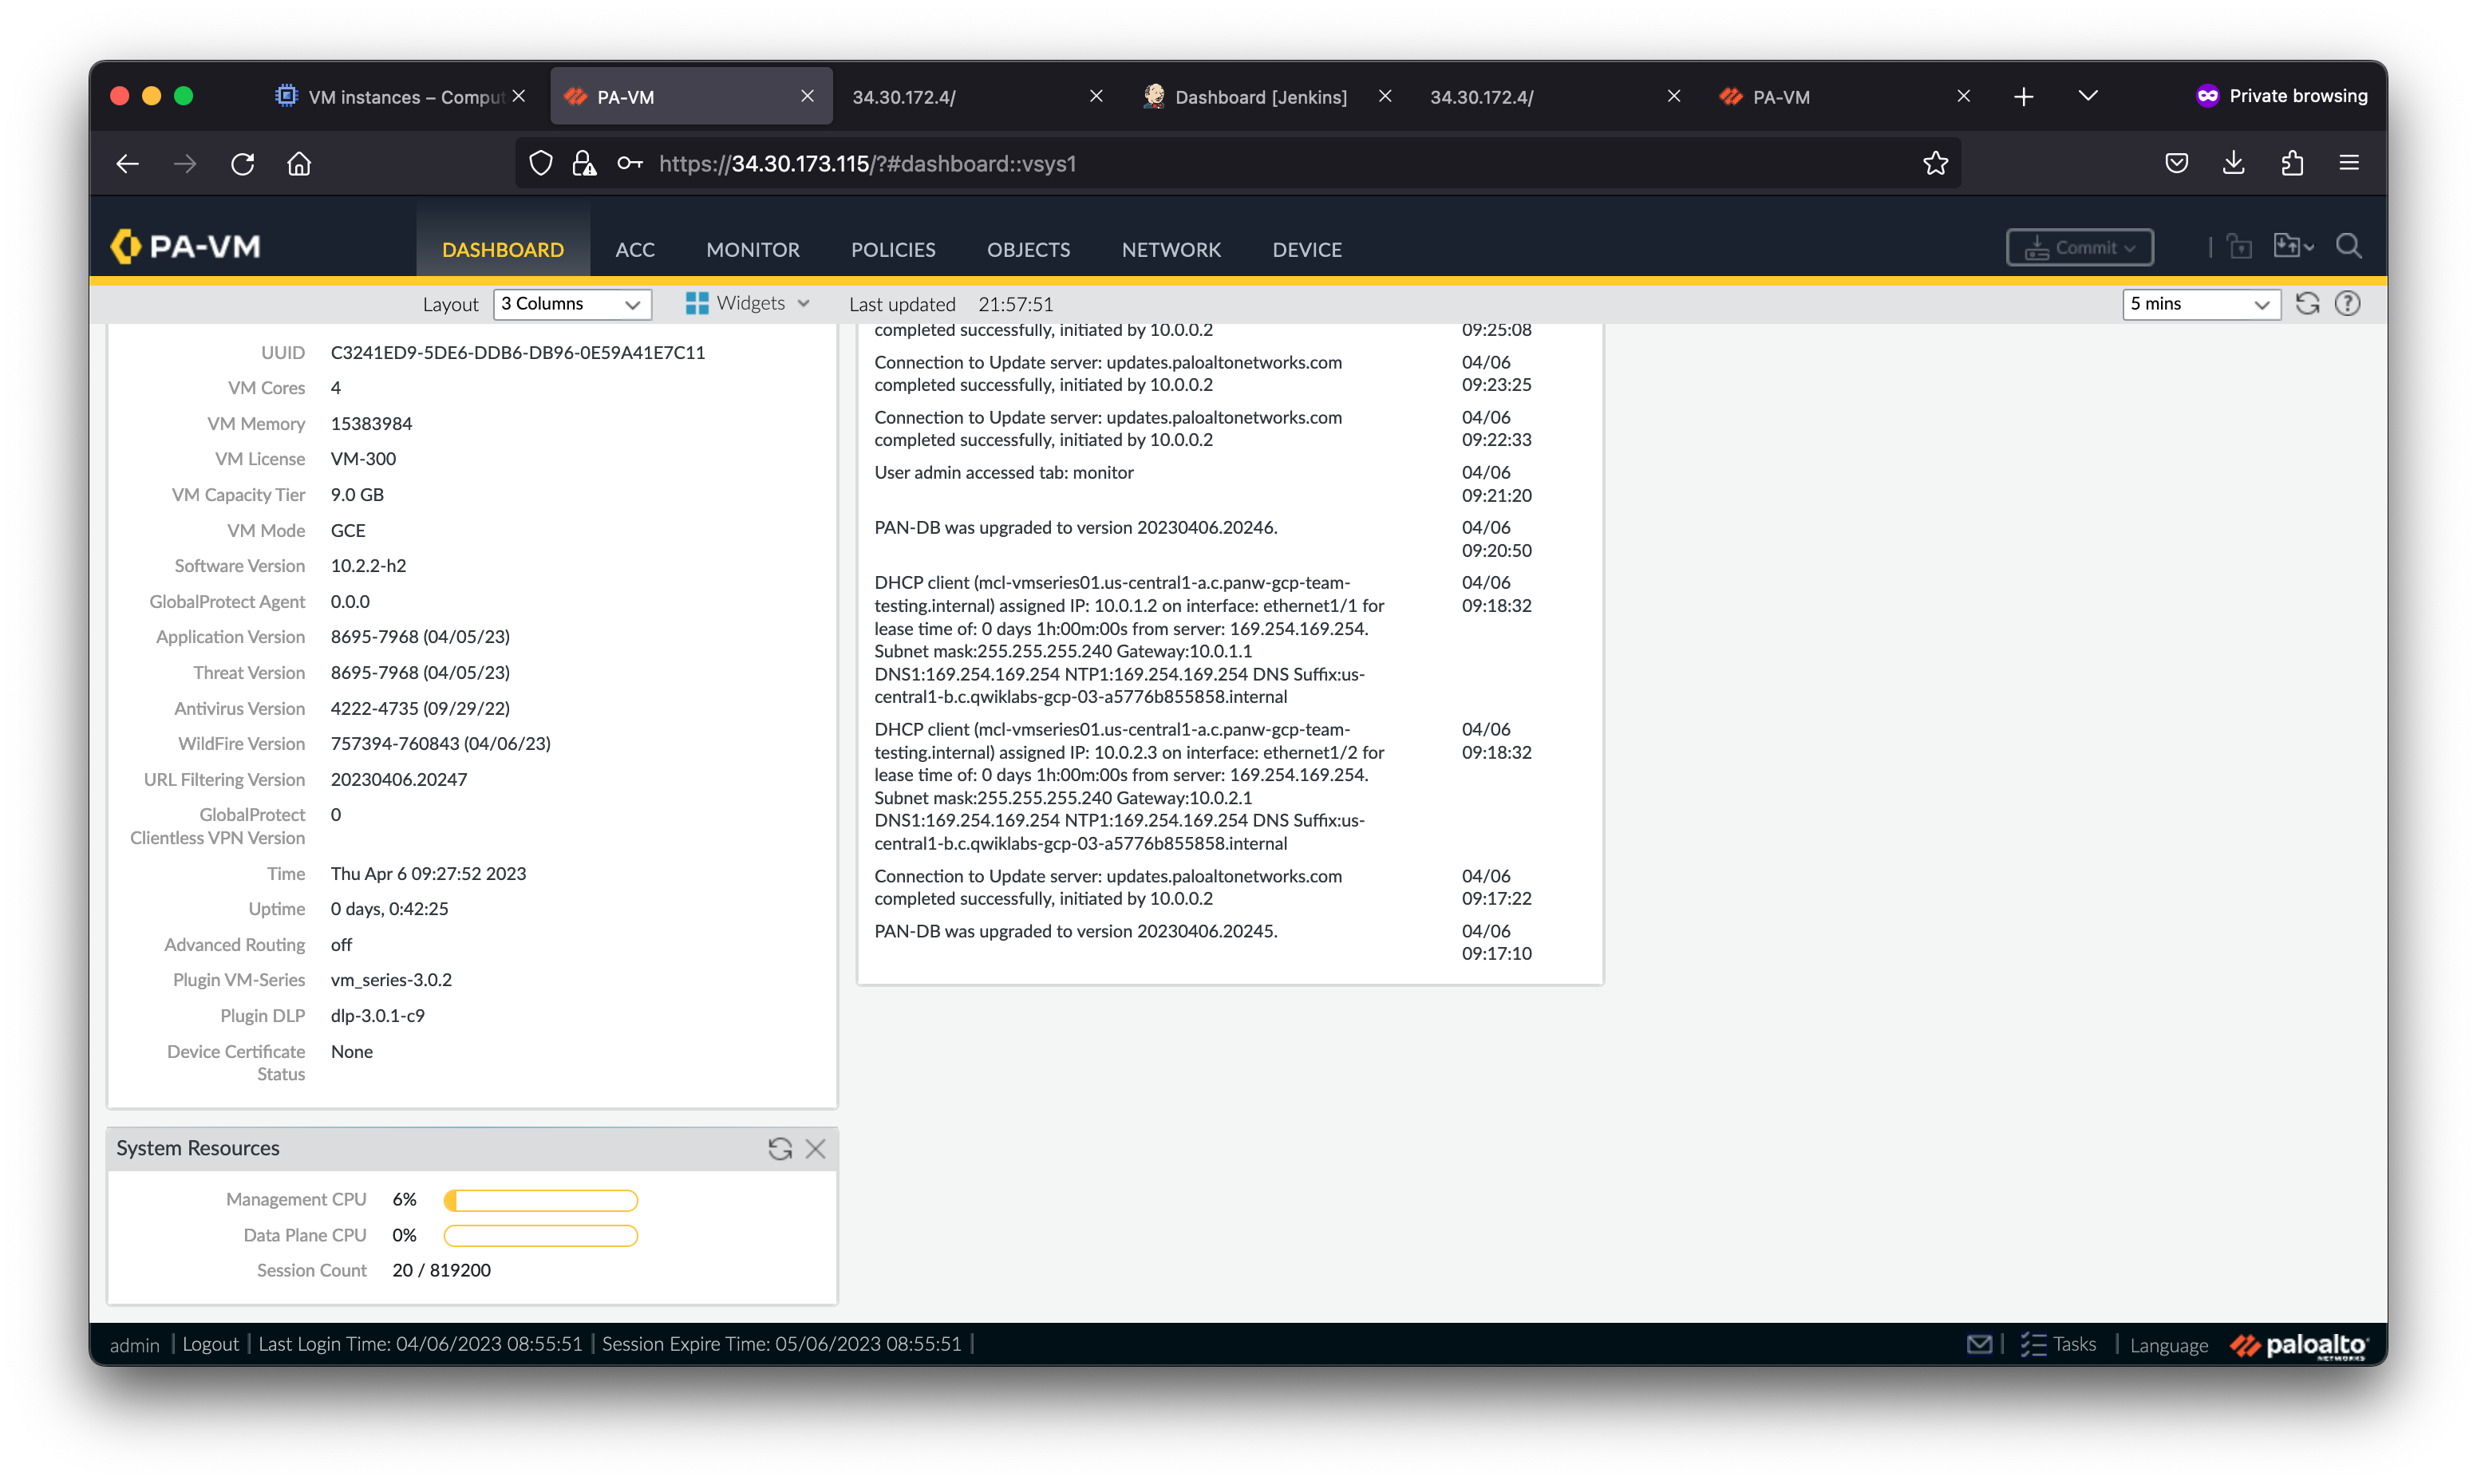 VM instances – Comput
PA-VM
34.30.172.4/
Dashboard [Jenkins]
34.30.172.4/
PA-VM
Private browsing
https://34.30.173.115/?#dashboard::vsys1
PA-VM
DASHBOARD
ACC
MONITOR
POLICIES
OBJECTS
NETWORK
DEVICE
Commit
Layout
3 Columns
Widgets
Last updated 21:57:51
5 mins
UUID C3241ED9-5DE6-DDB6-DB96-0E59A41E7C11
VM Cores 4
VM Memory 15383984
VM License VM-300
VM Capacity Tier 9.0 GB
VM Mode GCE
Software Version 10.2.2-h2
GlobalProtect Agent 0.0.0
Application Version 8695-7968 (04/05/23)
Threat Version 8695-7968 (04/05/23)
Antivirus Version 4222-4735 (09/29/22)
WildFire Version 757394-760843 (04/06/23)
URL Filtering Version 20230406.20247
GlobalProtect 0
Clientless VPN Version
Time Thu Apr 6 09:27:52 2023
Uptime 0 days, 0:42:25
Advanced Routing off
Plugin VM-Series vm_series-3.0.2
Plugin DLP dlp-3.0.1-c9
Device Certificate None
Status
System Resources
Management CPU 6%
Data Plane CPU 0%
Session Count 20 / 819200
completed successfully, initiated by 10.0.0.2 09:25:08
Connection to Update server: updates.paloaltonetworks.com 04/06
completed successfully, initiated by 10.0.0.2 09:23:25
Connection to Update server: updates.paloaltonetworks.com 04/06
completed successfully, initiated by 10.0.0.2 09:22:33
User admin accessed tab: monitor 04/06
09:21:20
PAN-DB was upgraded to version 20230406.20246. 04/06
09:20:50
DHCP client (mcl-vmseries01.us-central1-a.c.panw-gcp-team- 04/06
testing.internal) assigned IP: 10.0.1.2 on interface: ethernet1/1 for 09:18:32
lease time of: 0 days 1h:00m:00s from server: 169.254.169.254.
Subnet mask:255.255.255.240 Gateway:10.0.1.1
DNS1:169.254.169.254 NTP1:169.254.169.254 DNS Suffix:us-
central1-b.c.qwiklabs-gcp-03-a5776b855858.internal
DHCP client (mcl-vmseries01.us-central1-a.c.panw-gcp-team- 04/06
testing.internal) assigned IP: 10.0.2.3 on interface: ethernet1/2 for 09:18:32
lease time of: 0 days 1h:00m:00s from server: 169.254.169.254.
Subnet mask:255.255.255.240 Gateway:10.0.2.1
DNS1:169.254.169.254 NTP1:169.254.169.254 DNS Suffix:us-
central1-b.c.qwiklabs-gcp-03-a5776b855858.internal
Connection to Update server: updates.paloaltonetworks.com 04/06
completed successfully, initiated by 10.0.0.2 09:17:22
PAN-DB was upgraded to version 20230406.20245. 04/06
09:17:10
admin | Logout | Last Login Time: 04/06/2023 08:55:51 | Session Expire Time: 05/06/2023 08:55:51 |
Tasks | Language
paloalto
NETWORKS